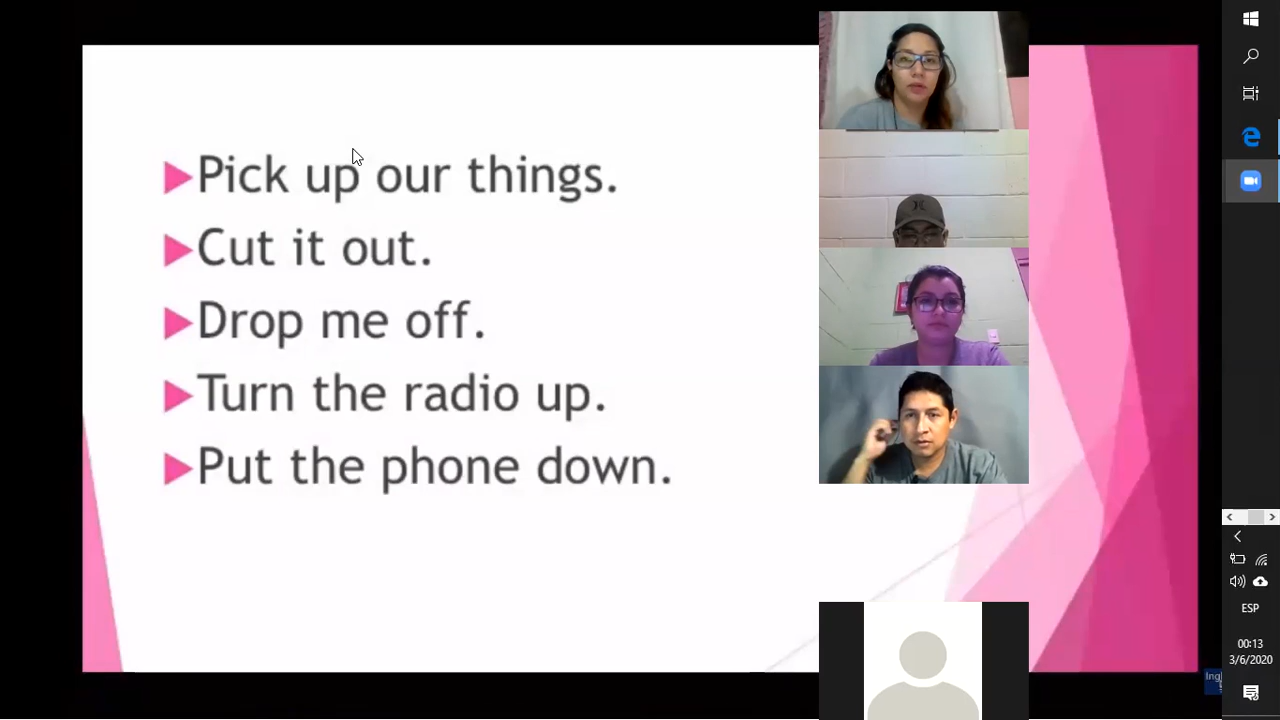 Pick up our things.
Cut it out.
Drop me off.
Turn the radio up.
Put the phone down.
ESP
00:13
3/6/2020